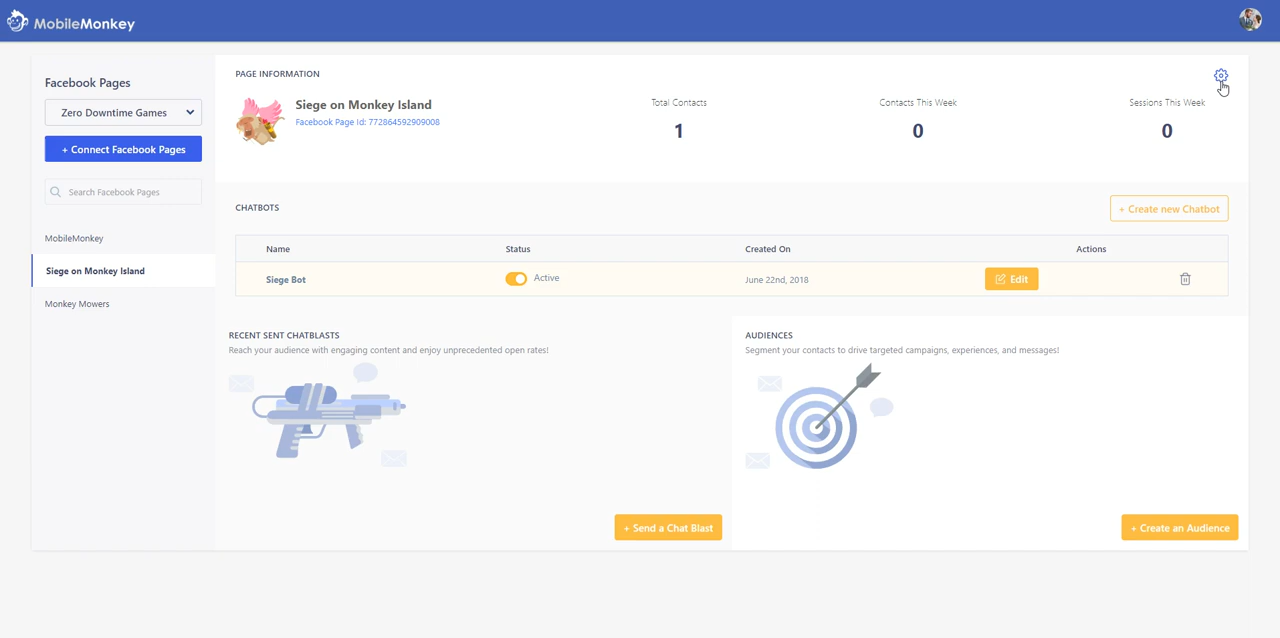 MobileMonkey
Facebook Pages
Zero Downtime Games
+ Connect Facebook Pages
Search Facebook Pages
MobileMonkey
Siege on Monkey Island
Monkey Mowers
PAGE INFORMATION
Siege on Monkey Island
Facebook Page Id: 772864592909008
Total Contacts
1
Contacts This Week
0
Sessions This Week
0
CHATBOTS
+ Create new Chatbot
Name Status Created On Actions
Siege Bot Active June 22nd, 2018 Edit
RECENT SENT CHATBLASTS
Reach your audience with engaging content and enjoy unprecedented open rates!
+ Send a Chat Blast
AUDIENCES
Segment your contacts to drive targeted campaigns, experiences, and messages!
+ Create an Audience